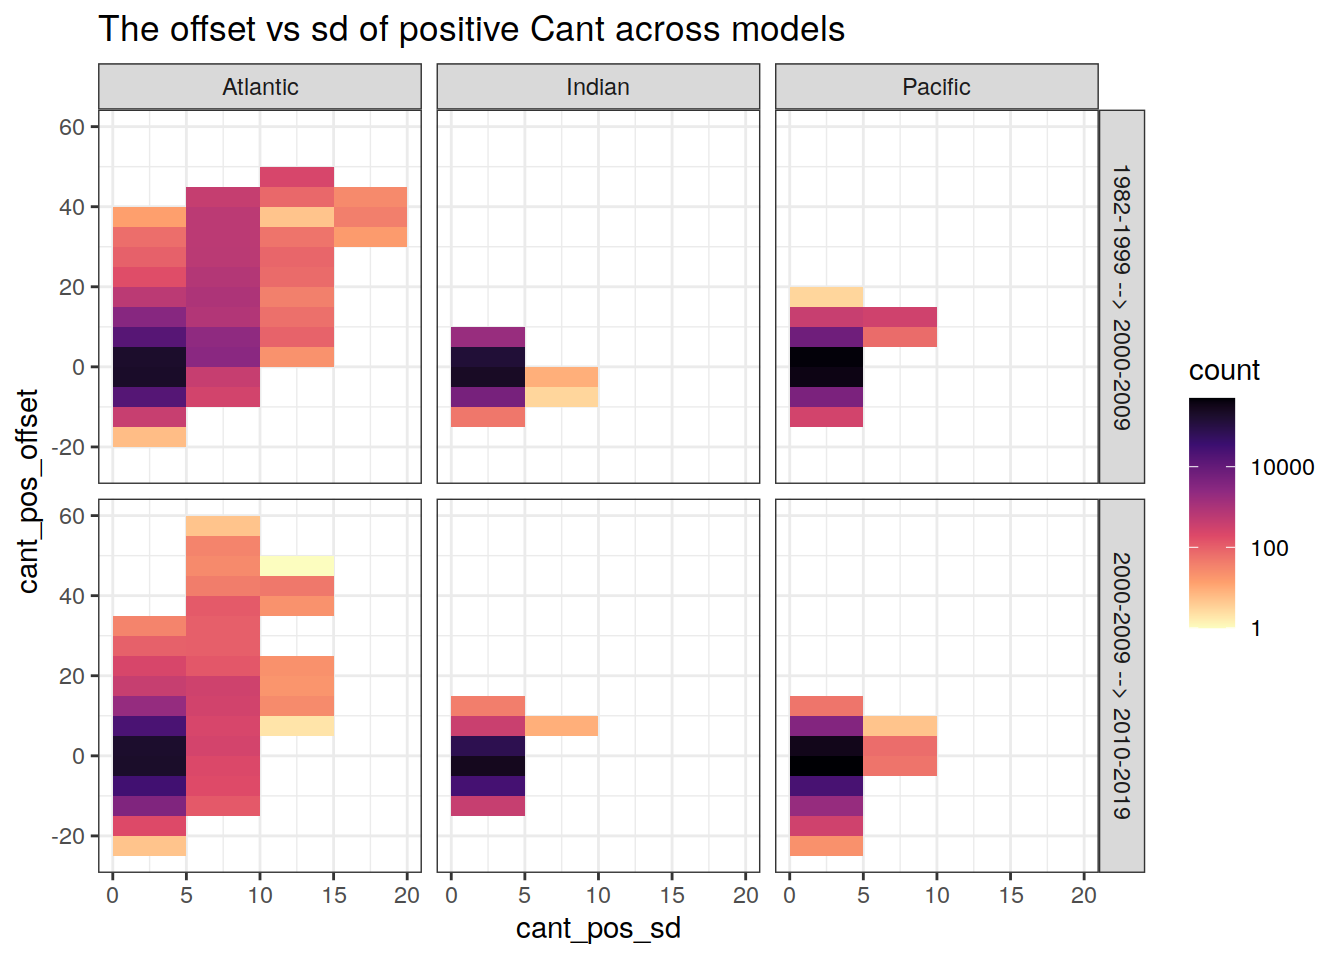 The offset vs sd of positive Cant across models
Atlantic
Indian
Pacific
60
40
20
0
-20
1982-1999 --> 2000-2009
60
40
20
0
-20
2000-2009 --> 2010-2019
cant_pos_offset
0 5 10 15 20
0 5 10 15 20
0 5 10 15 20
cant_pos_sd
count
10000
100
1